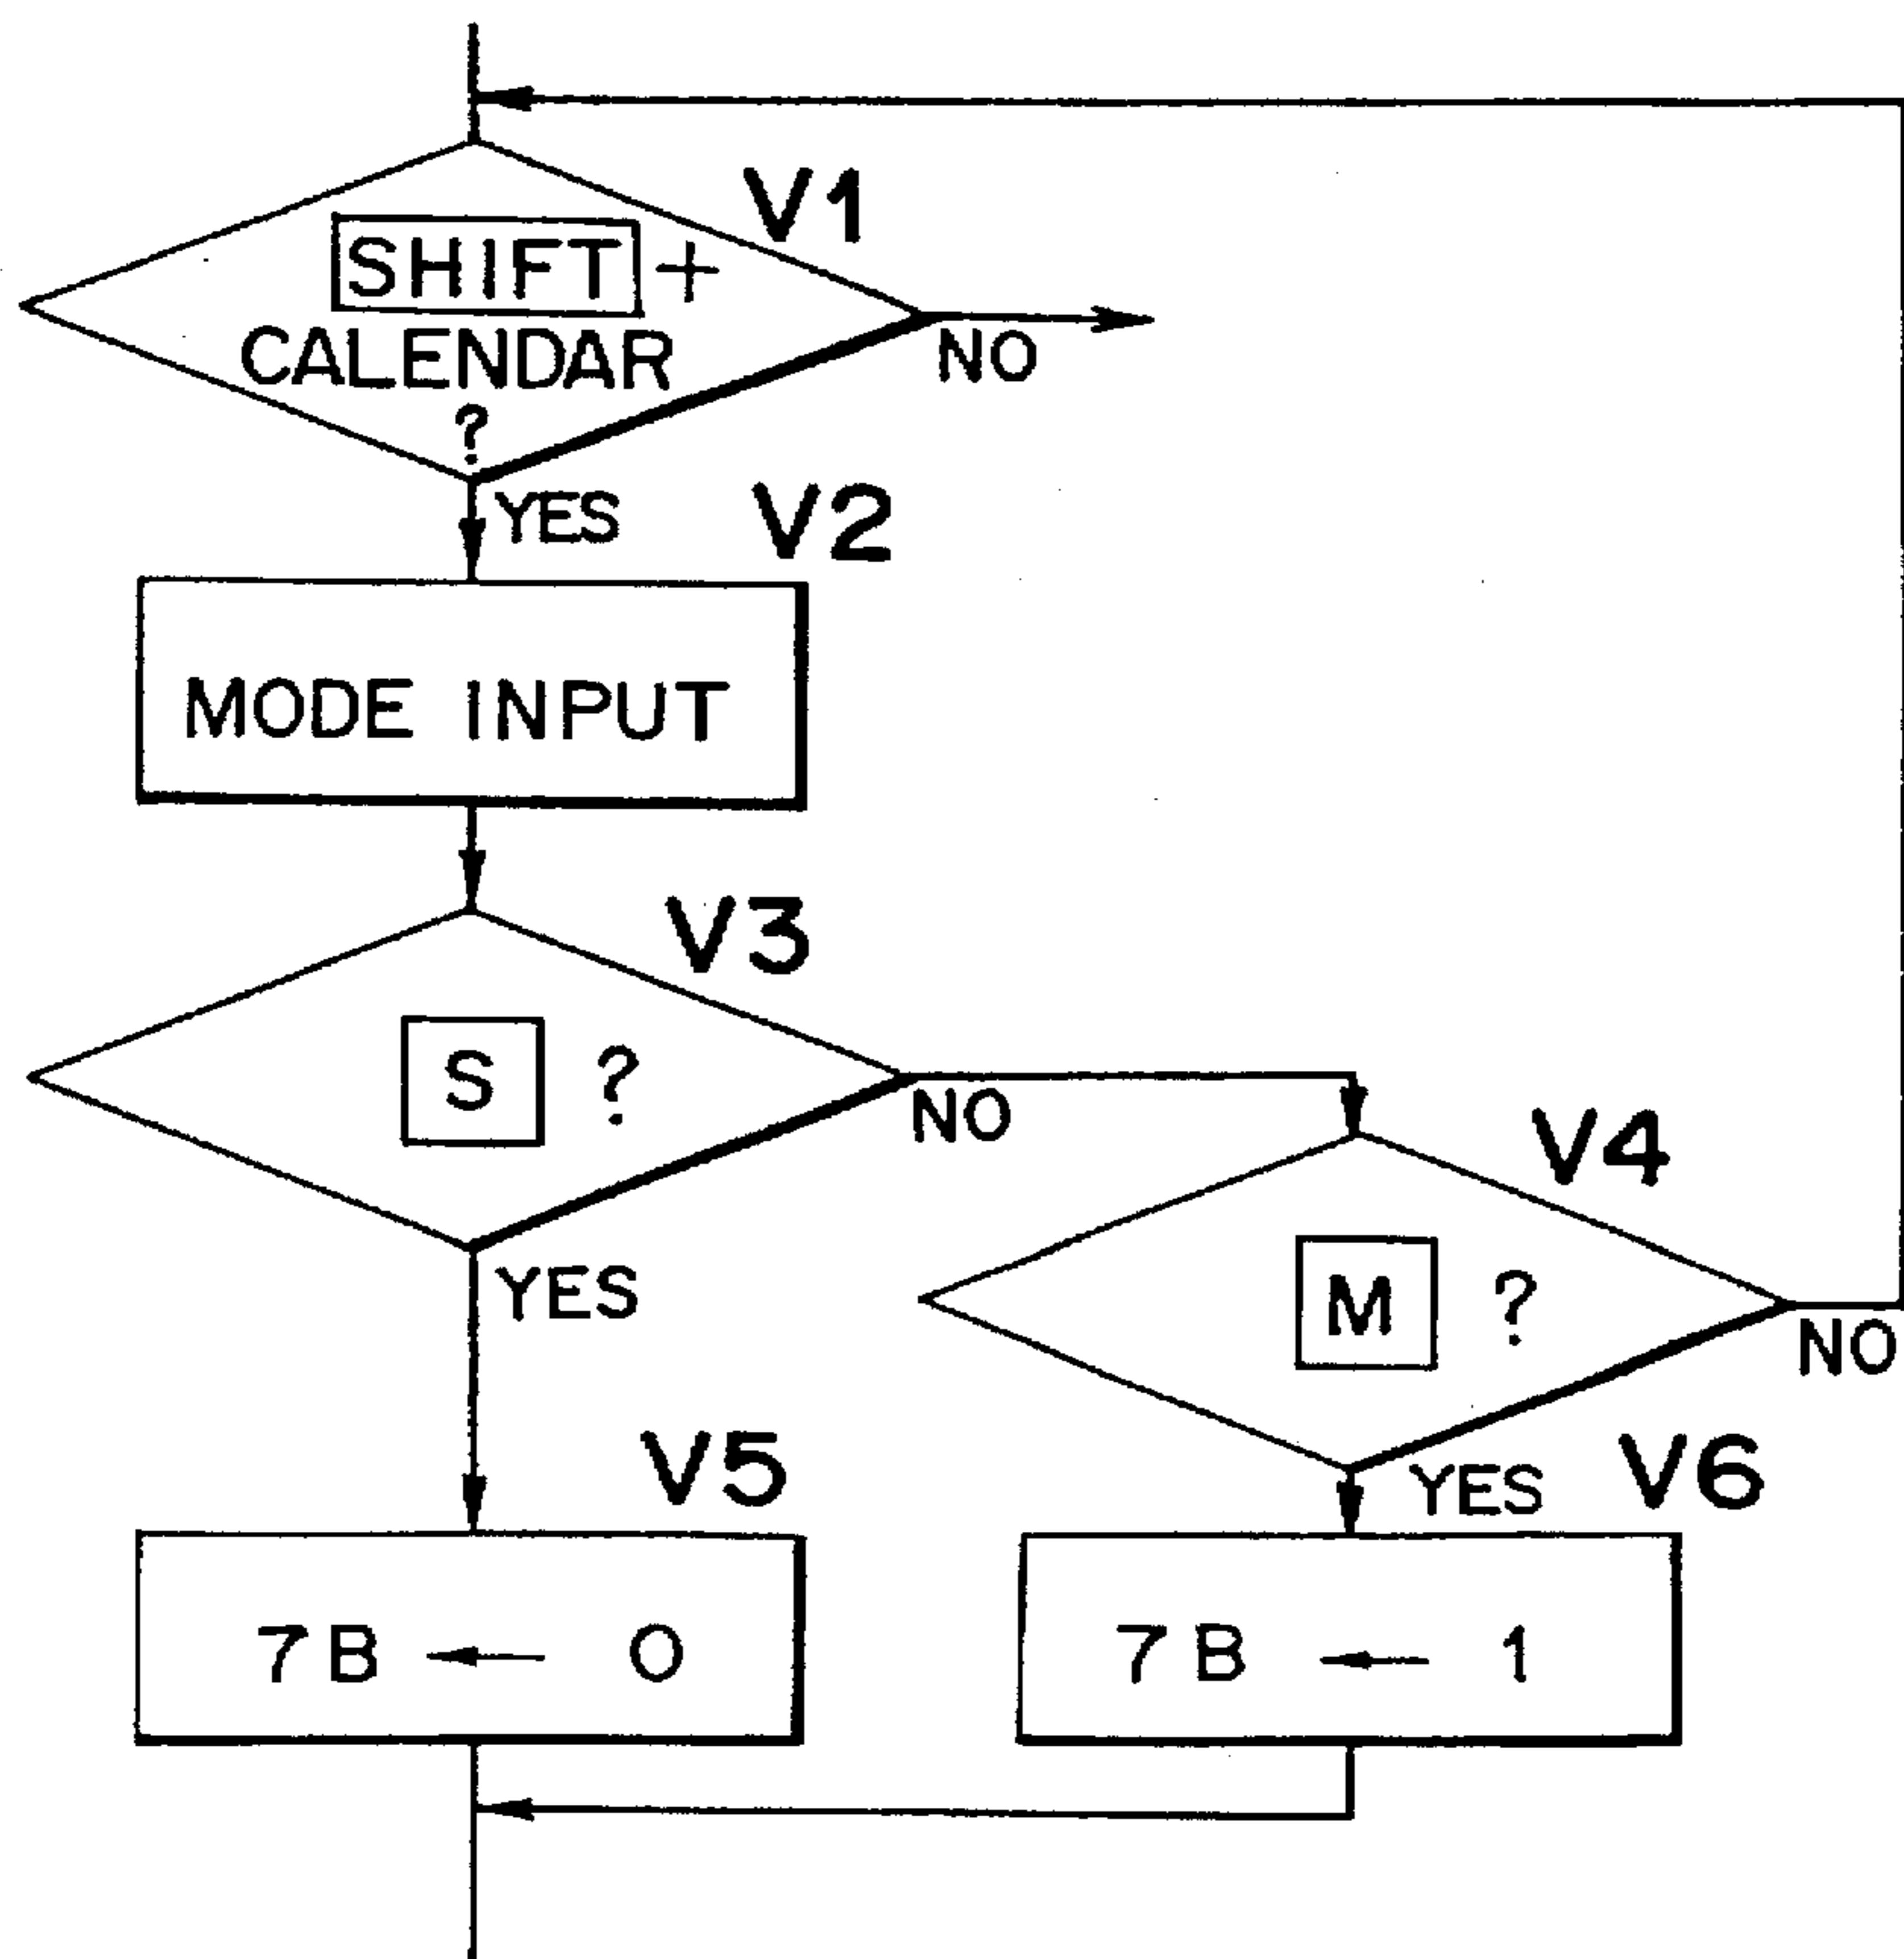 V1
SHIFT +
CALENDAR
?
NO
YES
V2
MODE INPUT
V3
S ?
NO
YES
V4
M ?
NO
YES
V5
7B ← 0
V6
7B ← 1